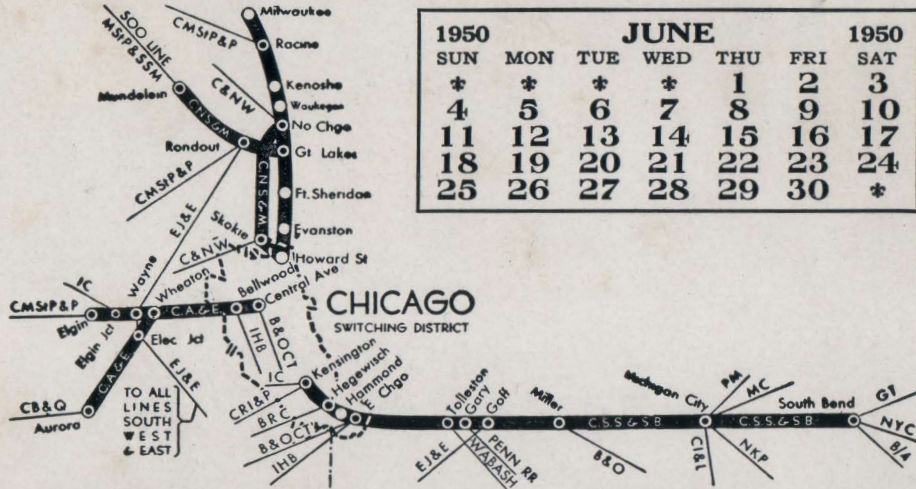 Milwaukee
CMStP&P
Racine
SOO LINE
MStP&SSM
Kenosha
C&NW
Waukegan
Mundelein
C.N.S.&M
No Chgo
Rondout
Gt Lakes
CMStP&P
C.N.S.&M
Ft. Sheridan
EJ&E
Skokie
Evanston
C&NW
Howard St
1950 JUNE 1950
SUN MON TUE WED THU FRI SAT
* * * * 1 2 3
4 5 6 7 8 9 10
11 12 13 14 15 16 17
18 19 20 21 22 23 24
25 26 27 28 29 30 *
IC
Wayne
Wheaton
Bellwood
Central Ave
CMStP&P
C.A.&E.
Elgin
Elgin Jct
Elec Jct
C.A.&E.
EJ&E
IHB
B&OCT
CB&Q
Aurora
TO ALL
LINES
SOUTH
WEST
& EAST
CHICAGO
SWITCHING DISTRICT
IC
Kensington
CRI&P
Hegewisch
Hammond
E Chgo
BRC
B&OCT
IHB
Tolleston
Gary
Goff
Miller
Michigan City
PM
MC
South Bend
GT
C.S.S.&S.B.
C.S.S.&S.B.
NYC
B/4
EJ&E
PENN RR
WABASH
B&O
CI&L
NKP